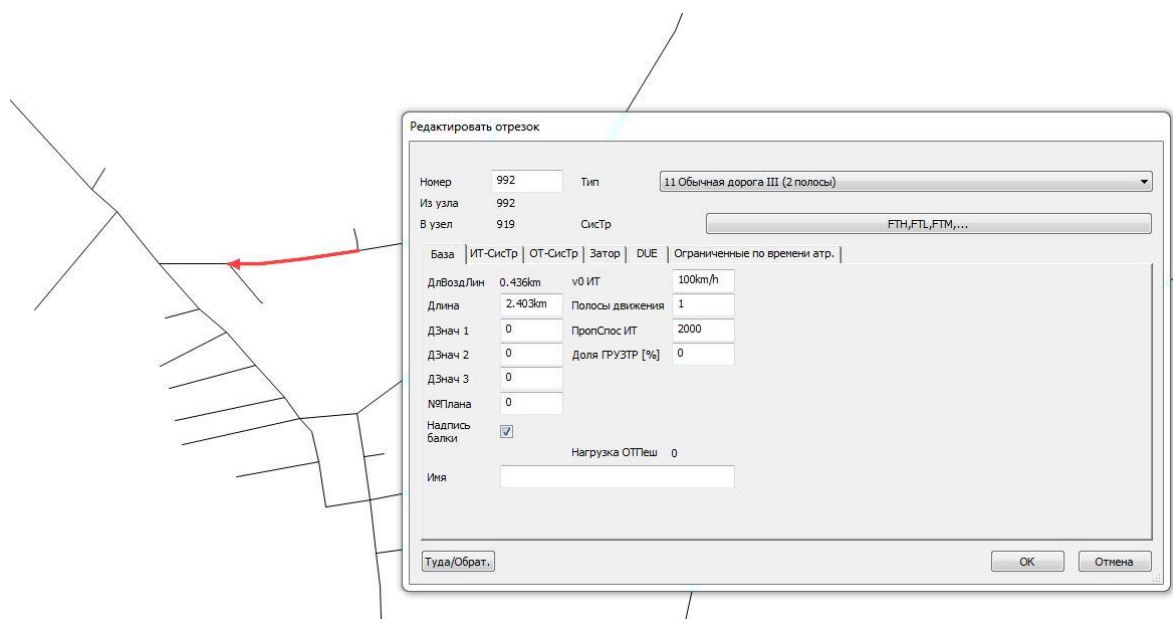 Редактировать отрезок
Номер 992 Тип 11 Обычная дорога III (2 полосы)
Из узла 992
В узел 919 СисТр FTH,FTL,FTM,...
База ИТ-СисТр ОТ-СисТр Затор DUE Ограниченные по времени атр.
ДлВоздЛин 0.436km v0 ИТ 100km/h
Длина 2.403km Полосы движения 1
ДЗнач 1 0 ПропСпос ИТ 2000
ДЗнач 2 0 Доля ГРУЗТР [%] 0
ДЗнач 3 0
№Плана 0
Надпись
балки
Нагрузка ОТПеш 0
Имя
Туда/Обрат. OK Отмена